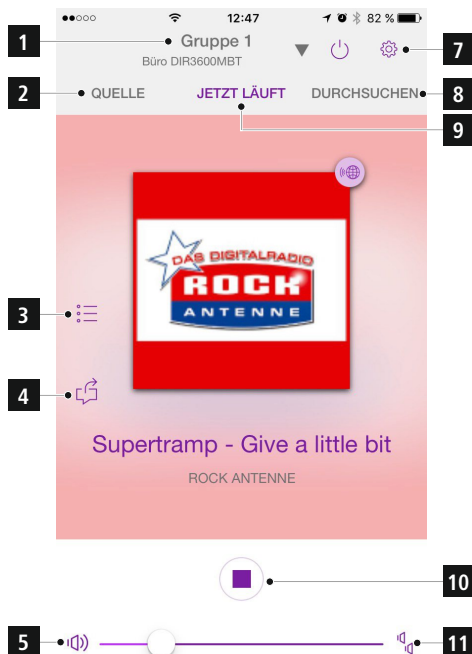 12:47
82 %
1
Gruppe 1
Büro DIR3600MBT
7
2
QUELLE
JETZT LÄUFT
DURCHSUCHEN
8
9
DAS DIGITALRADIO
ROCK
ANTENNE
3
4
Supertramp - Give a little bit
ROCK ANTENNE
10
5
11